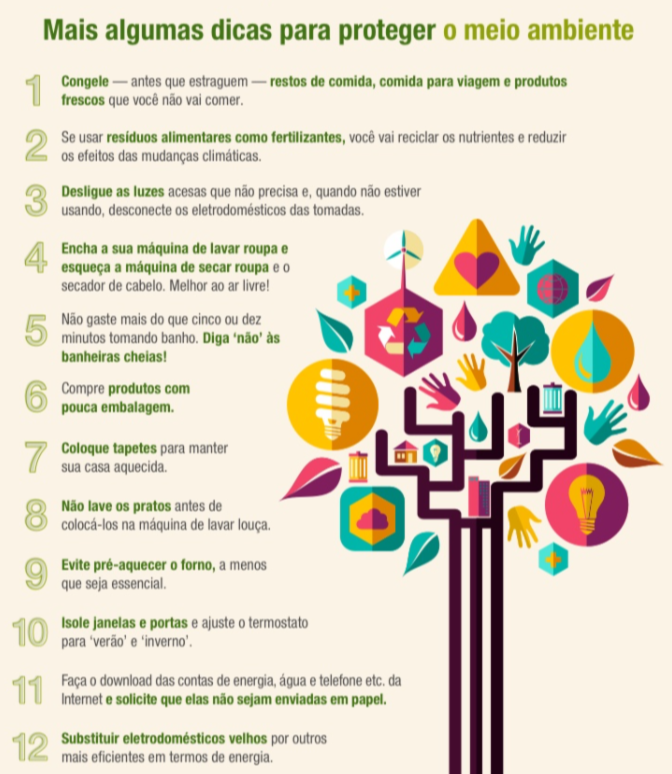 Mais algumas dicas para proteger o meio ambiente
1 Congele — antes que estraguem — restos de comida, comida para viagem e produtos
frescos que você não vai comer.
2 Se usar resíduos alimentares como fertilizantes, você vai reciclar os nutrientes e reduzir
os efeitos das mudanças climáticas.
3 Desligue as luzes acesas que não precisa e, quando não estiver
usando, desconecte os eletrodomésticos das tomadas.
4 Encha a sua máquina de lavar roupa e
esqueça a máquina de secar roupa e o
secador de cabelo. Melhor ao ar livre!
5 Não gaste mais do que cinco ou dez
minutos tomando banho. Diga ‘não’ às
banheiras cheias!
6 Compre produtos com
pouca embalagem.
7 Coloque tapetes para manter
sua casa aquecida.
8 Não lave os pratos antes de
colocá-los na máquina de lavar louça.
9 Evite pré-aquecer o forno, a menos
que seja essencial.
10 Isole janelas e portas e ajuste o termostato
para ‘verão’ e ‘inverno’.
11 Faça o download das contas de energia, água e telefone etc. da
Internet e solicite que elas não sejam enviadas em papel.
12 Substituir eletrodomésticos velhos por outros
mais eficientes em termos de energia.